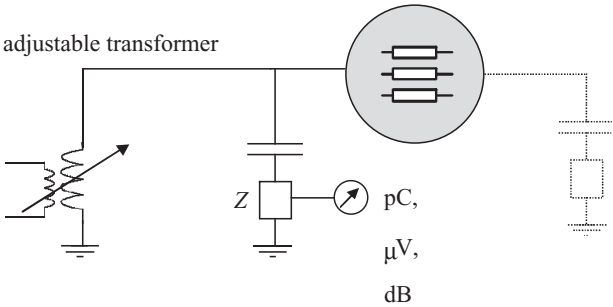 adjustable transformer
Z
pC,
μV,
dB